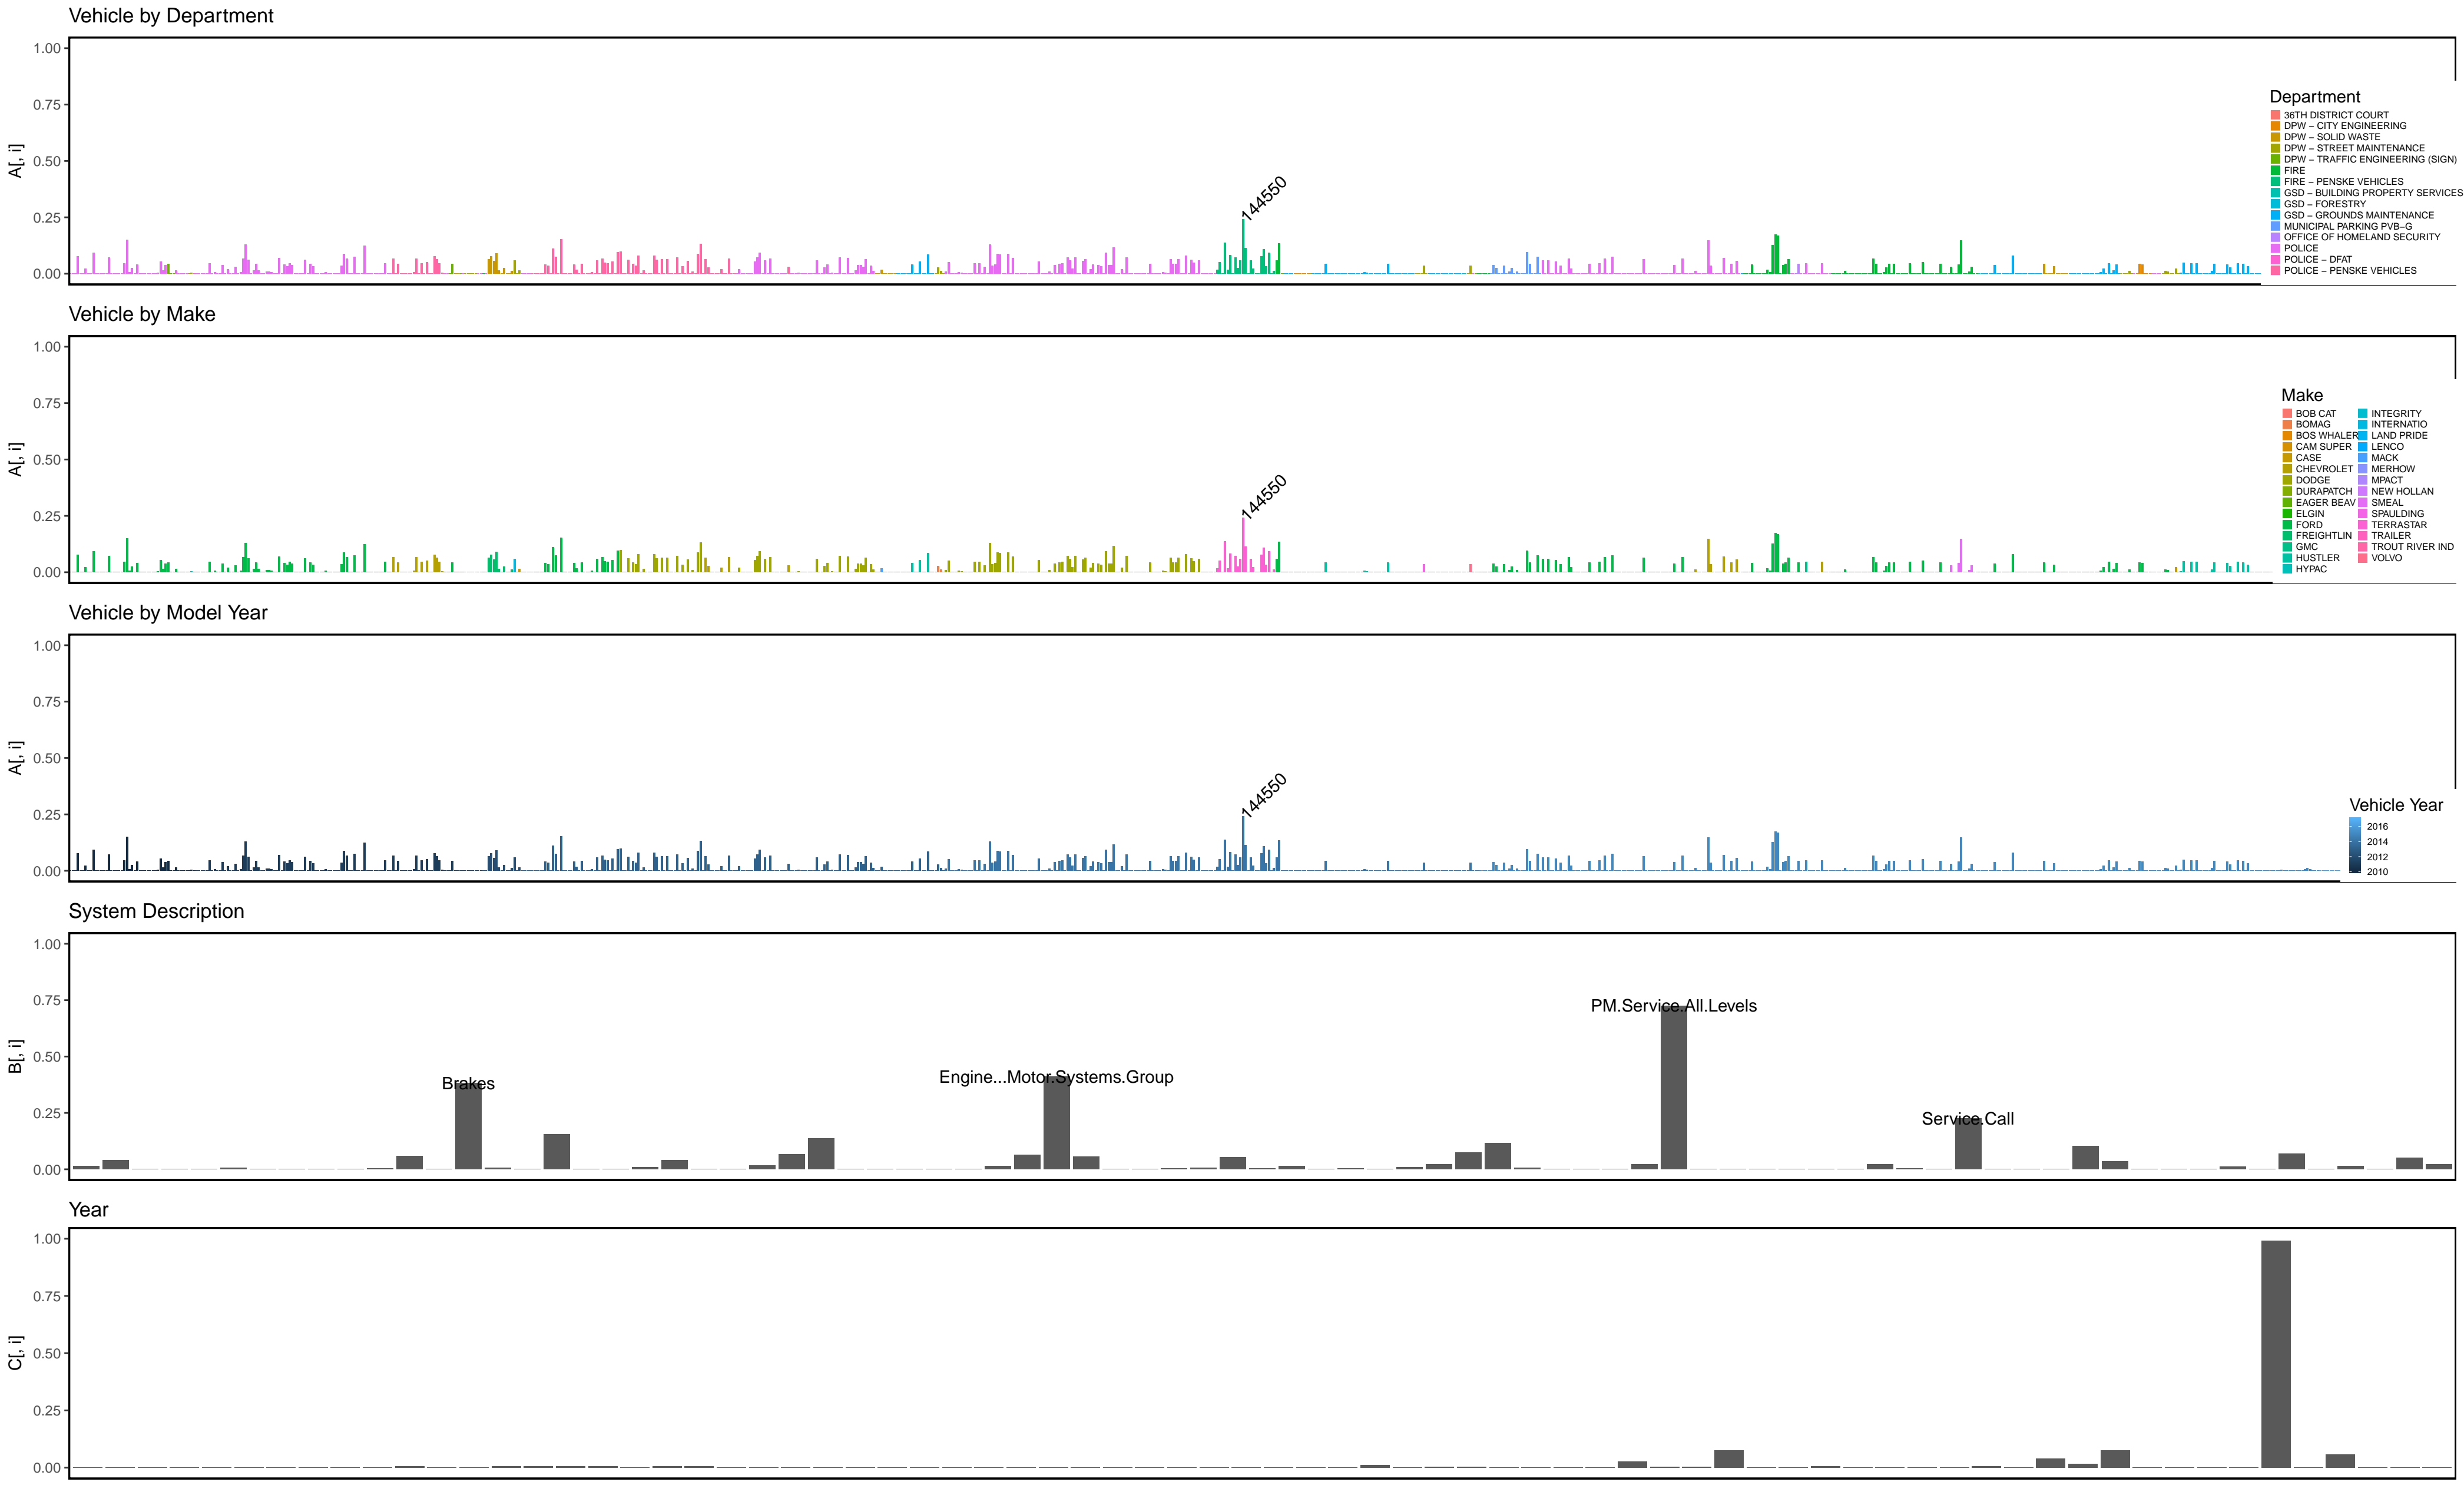 Vehicle by Department
1.00
0.75
0.50
0.25
0.00
A[, i]
144550
Department
36TH DISTRICT COURT
DPW − CITY ENGINEERING
DPW − SOLID WASTE
DPW − STREET MAINTENANCE
DPW − TRAFFIC ENGINEERING (SIGN)
FIRE
FIRE − PENSKE VEHICLES
GSD − BUILDING PROPERTY SERVICES
GSD − FORESTRY
GSD − GROUNDS MAINTENANCE
MUNICIPAL PARKING PVB−G
OFFICE OF HOMELAND SECURITY
POLICE
POLICE − DFAT
POLICE − PENSKE VEHICLES
Vehicle by Make
1.00
0.75
0.50
0.25
0.00
A[, i]
144550
Make
BOB CAT
BOMAG
BOS WHALER
CAM SUPER
CASE
CHEVROLET
DODGE
DURAPATCH
EAGER BEAV
ELGIN
FORD
FREIGHTLIN
GMC
HUSTLER
HYPAC
INTEGRITY
INTERNATIO
LAND PRIDE
LENCO
MACK
MERHOW
MPACT
NEW HOLLAN
SMEAL
SPAULDING
TERRASTAR
TRAILER
TROUT RIVER IND
VOLVO
Vehicle by Model Year
1.00
0.75
0.50
0.25
0.00
A[, i]
144550
Vehicle Year
2016
2014
2012
2010
System Description
1.00
0.75
0.50
0.25
0.00
B[, i]
Brakes
Engine...Motor.Systems.Group
PM.Service.All.Levels
Service.Call
Year
1.00
0.75
0.50
0.25
0.00
C[, i]